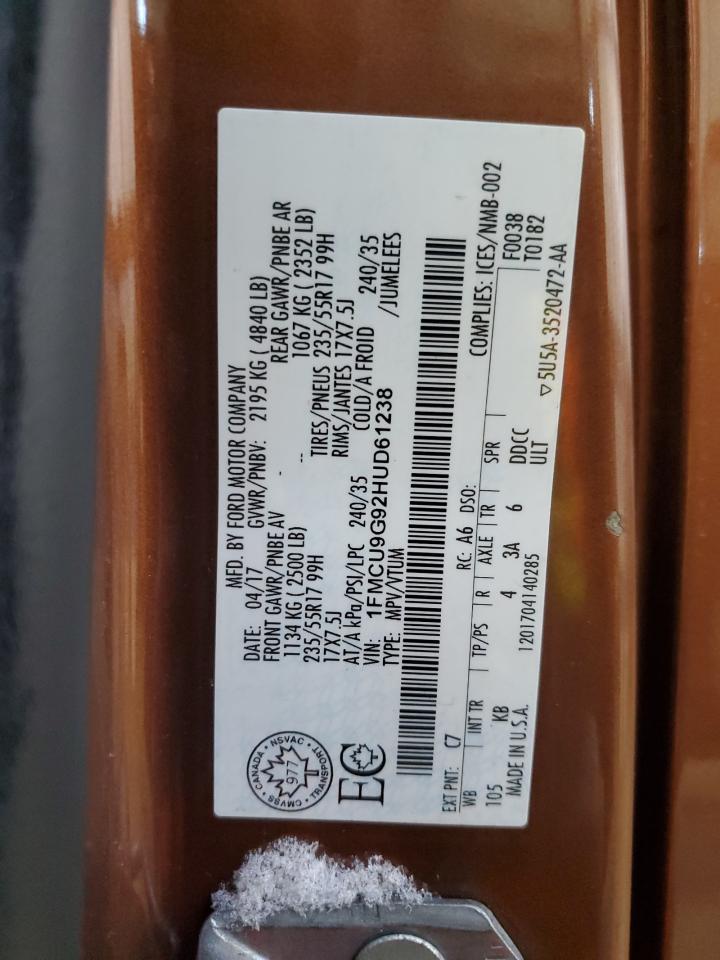 MFD. BY FORD MOTOR COMPANY
DATE: 04/17 GVWR/PNBV: 2195 KG ( 4840 LB)
FRONT GAWR/PNBE AV - REAR GAWR/PNBE AR
1134 KG ( 2500 LB) -- 1067 KG ( 2352 LB)
235/55R17 99H TIRES/PNEUS 235/55R17 99H
17X7.5J RIMS/JANTES 17X7.5J
AT/A kPa/PSI/LPC 240/35 COLD/A FROID 240/35
VIN: 1FMCU9G92HUD61238 /JUMELEES
TYPE: MPV/VTUM
CANADA • NSVAC • TRANSPORT • CMVSS
977
EC
EXT PNT: C7 RC: A6 DSO:
COMPLIES: ICES/NMB-002
WB INT TR TP/PS R AXLE TR SPR F0038
105 KB 4 3A 6 DDCC T0182
MADE IN U.S.A. 1201704140285 ULT
▽5U5A-3520472-AA